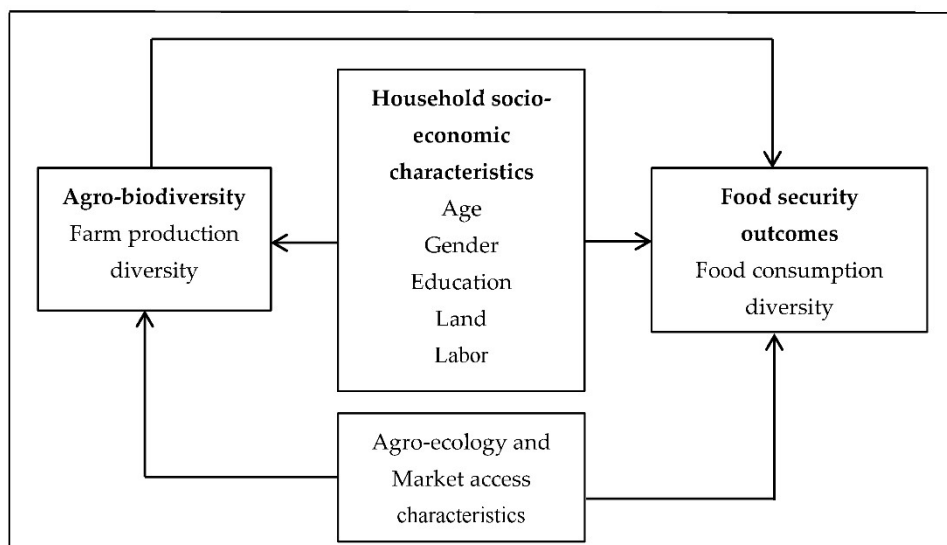 Household socio-
economic
characteristics
Age
Gender
Education
Land
Labor
Agro-biodiversity
Farm production
diversity
Food security
outcomes
Food consumption
diversity
Agro-ecology and
Market access
characteristics